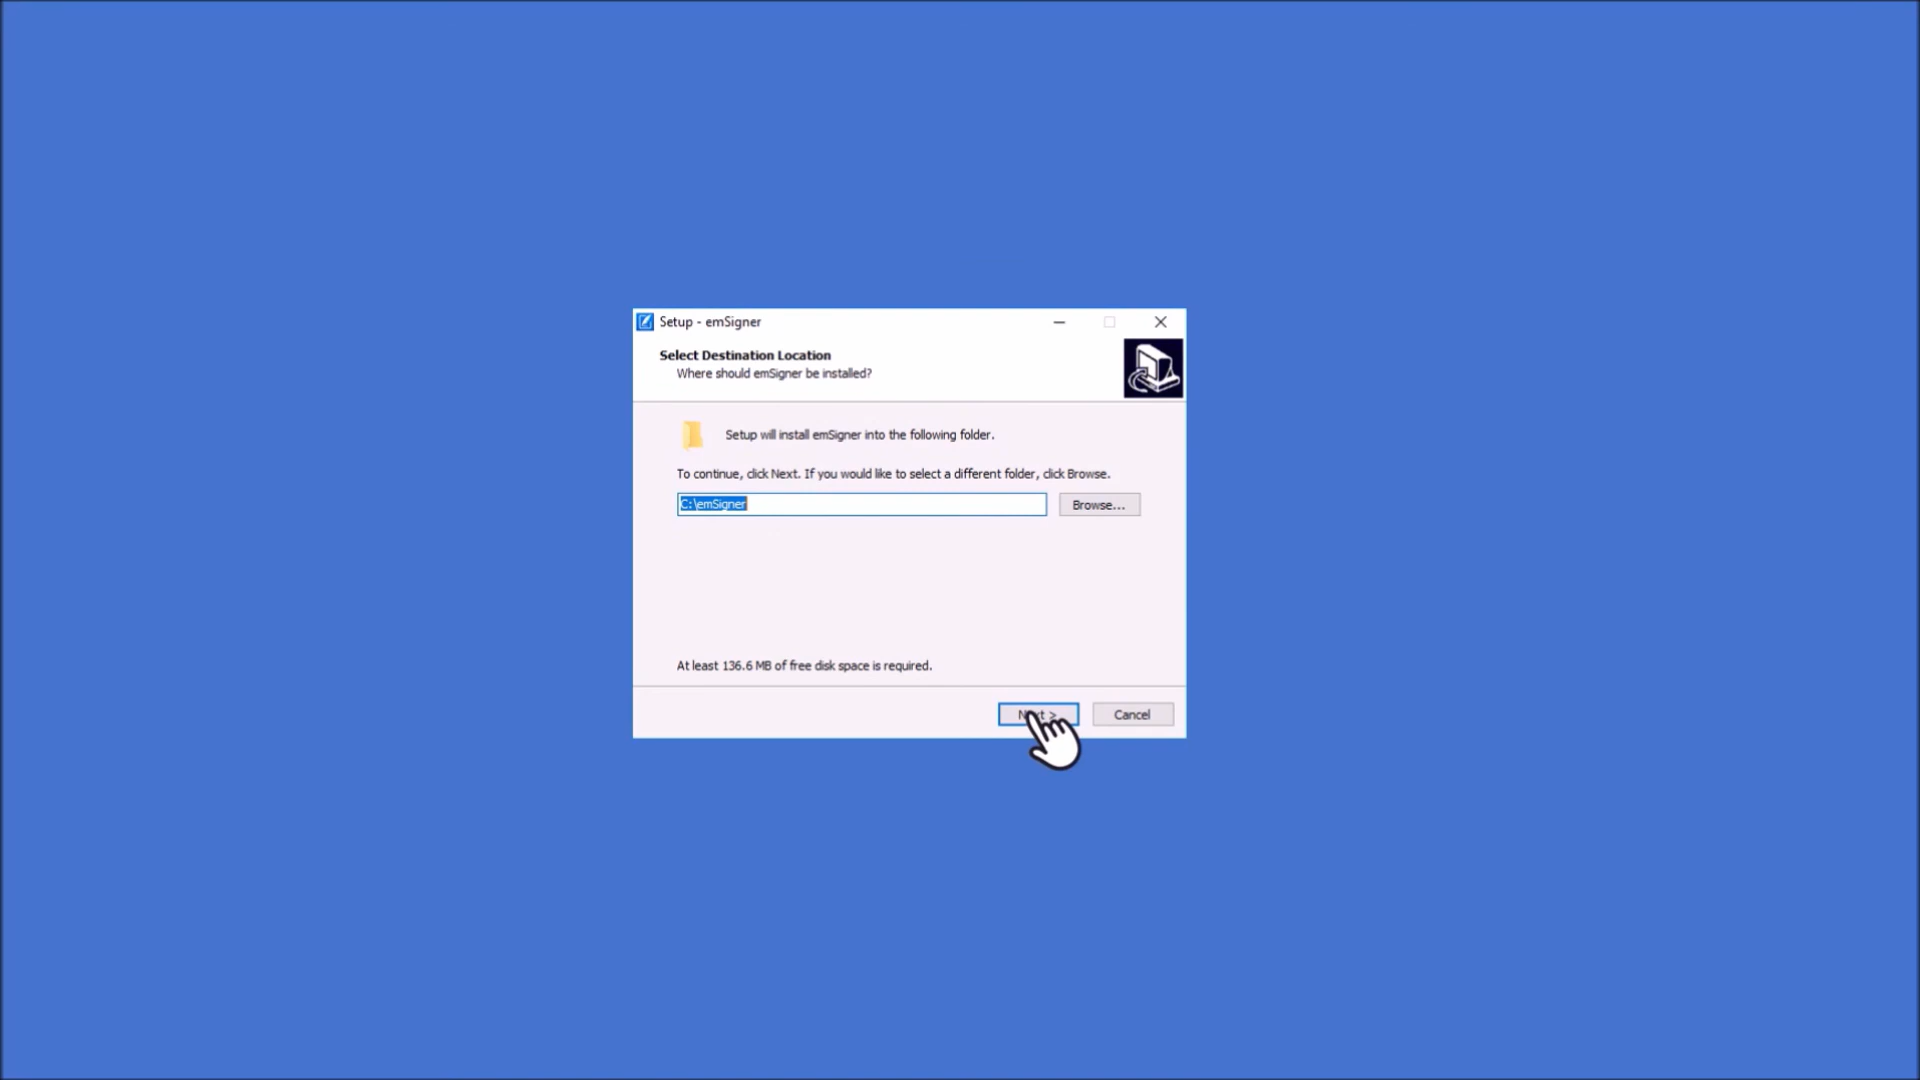 Setup - emSigner
Select Destination Location
Where should emSigner be installed?
Setup will install emSigner into the following folder.
To continue, click Next. If you would like to select a different folder, click Browse.
C:\emSigner
Browse...
At least 136.6 MB of free disk space is required.
Next >
Cancel